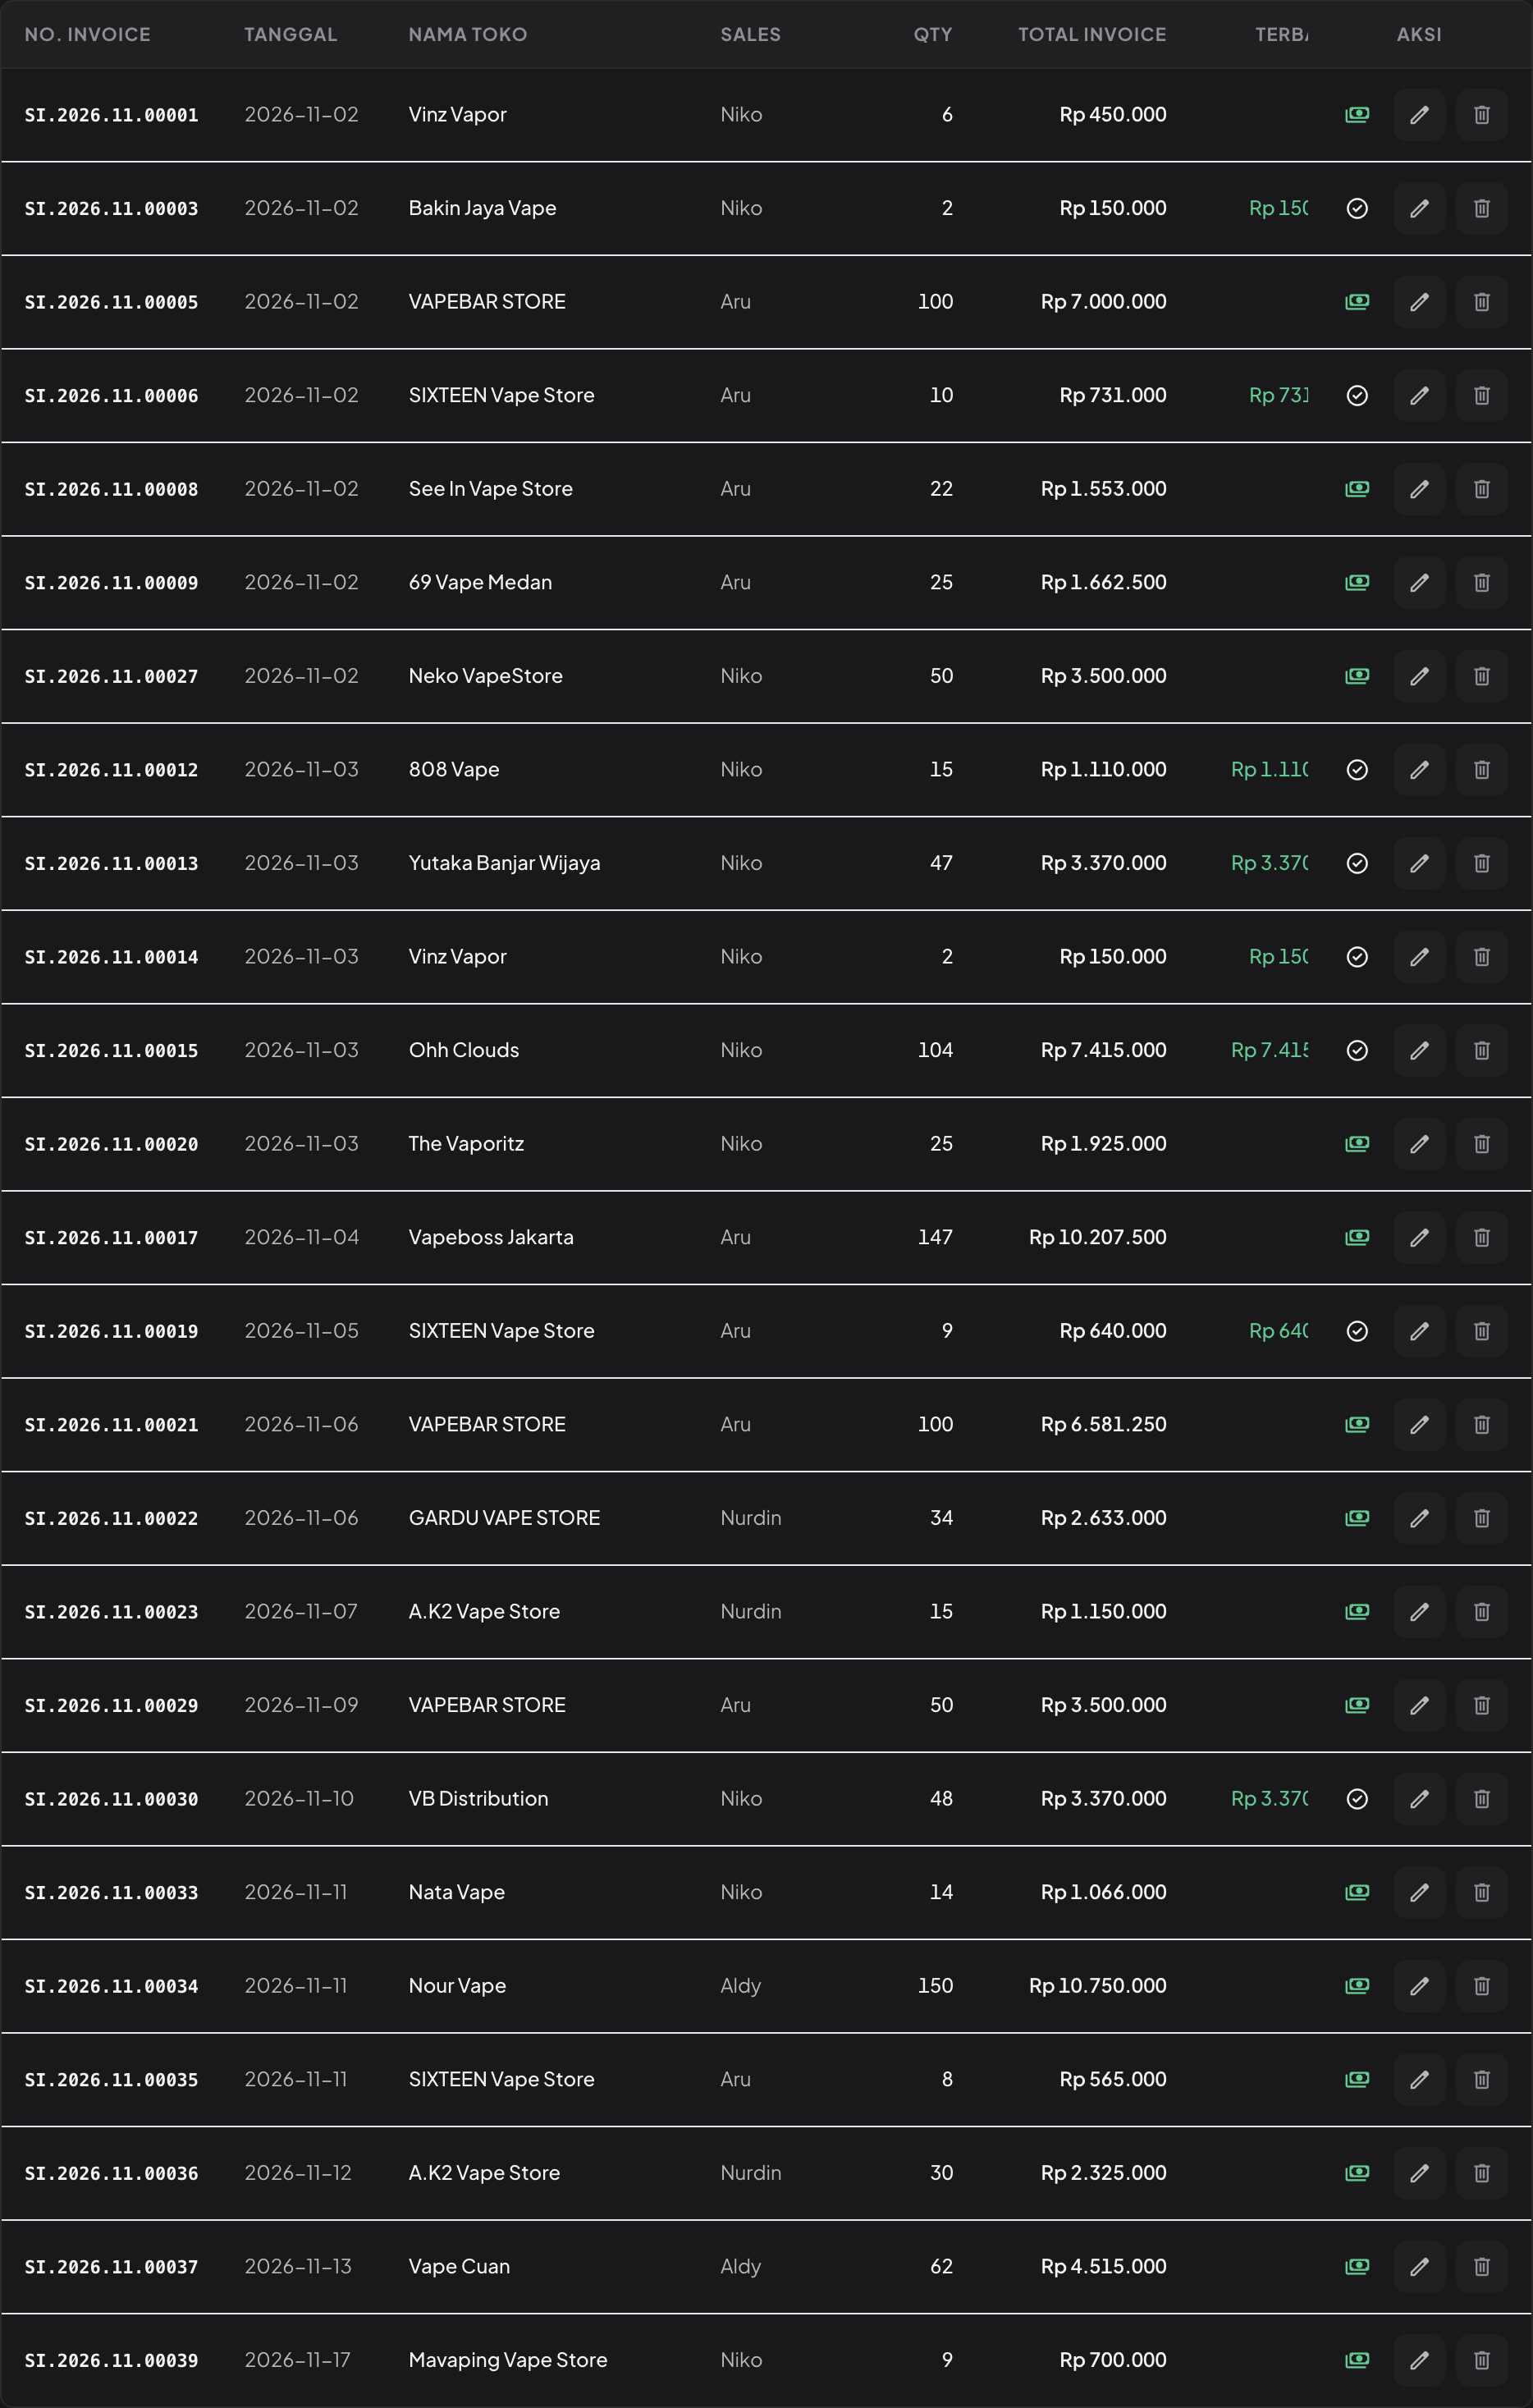 NO. INVOICE TANGGAL NAMA TOKO SALES QTY TOTAL INVOICE AKSI
SI.2026.11.00001 2026-11-02 Vinz Vapor Niko 6 Rp 450.000
SI.2026.11.00003 2026-11-02 Bakin Jaya Vape Niko 2 Rp 150.000 Rp
SI.2026.11.00005 2026-11-02 VAPEBAR STORE Aru 100 Rp 7.000.000
SI.2026.11.00006 2026-11-02 SIXTEEN Vape Store Aru 10 Rp 731.000 Rp
SI.2026.11.00008 2026-11-02 See In Vape Store Aru 22 Rp 1.553.000
SI.2026.11.00009 2026-11-02 69 Vape Medan Aru 25 Rp 1.662.500
SI.2026.11.00027 2026-11-02 Neko VapeStore Niko 50 Rp 3.500.000
SI.2026.11.00012 2026-11-03 808 Vape Niko 15 Rp 1.110.000 Rp
SI.2026.11.00013 2026-11-03 Yutaka Banjar Wijaya Niko 47 Rp 3.370.000 Rp
SI.2026.11.00014 2026-11-03 Vinz Vapor Niko 2 Rp 150.000 Rp
SI.2026.11.00015 2026-11-03 Ohh Clouds Niko 104 Rp 7.415.000 Rp
SI.2026.11.00020 2026-11-03 The Vaporitz Niko 25 Rp 1.925.000
SI.2026.11.00017 2026-11-04 Vapeboss Jakarta Aru 147 Rp 10.207.500
SI.2026.11.00019 2026-11-05 SIXTEEN Vape Store Aru 9 Rp 640.000 Rp
SI.2026.11.00021 2026-11-06 VAPEBAR STORE Aru 100 Rp 6.581.250
SI.2026.11.00022 2026-11-06 GARDU VAPE STORE Nurdin 34 Rp 2.633.000
SI.2026.11.00023 2026-11-07 A.K2 Vape Store Nurdin 15 Rp 1.150.000
SI.2026.11.00029 2026-11-09 VAPEBAR STORE Aru 50 Rp 3.500.000
SI.2026.11.00030 2026-11-10 VB Distribution Niko 48 Rp 3.370.000 Rp
SI.2026.11.00033 2026-11-11 Nata Vape Niko 14 Rp 1.066.000
SI.2026.11.00034 2026-11-11 Nour Vape Aldy 150 Rp 10.750.000
SI.2026.11.00035 2026-11-11 SIXTEEN Vape Store Aru 8 Rp 565.000
SI.2026.11.00036 2026-11-12 A.K2 Vape Store Nurdin 30 Rp 2.325.000
SI.2026.11.00037 2026-11-13 Vape Cuan Aldy 62 Rp 4.515.000
SI.2026.11.00039 2026-11-17 Mavaping Vape Store Niko 9 Rp 700.000